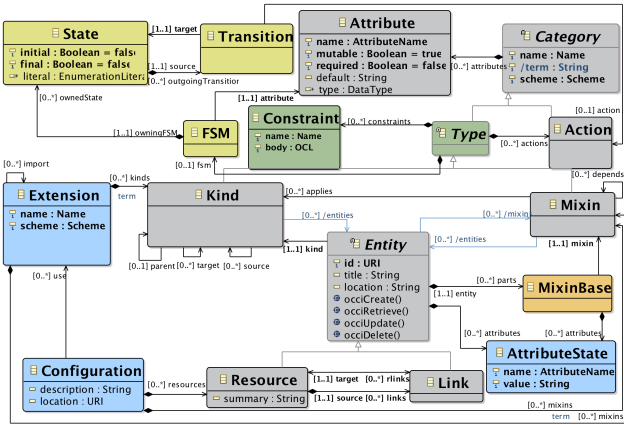 State
initial : Boolean = false
final : Boolean = false
literal : EnumerationLitera
[1..1] target
Transition
[1..1] source
[0..*] outgoingTransition
Attribute
name : AttributeName
mutable : Boolean = true
required : Boolean = false
default : String
type : DataType
[0..*] attributes
Category
name : Name
/term : String
scheme : Scheme
[0..*] ownedState
[1..1] attribute
[1..1] owningFSM
FSM
[0..1] fsm
Constraint
name : Name
body : OCL
[0..*] constraints
Type
[0..*] actions
[0..1] action
Action
[0..*] import
Extension
name : Name
scheme : Scheme
[0..*] kinds
term
Kind
[0..*] applies
[0..*] depends
Mixin
[0..*] /entities
[0..*] /mixins
[0..*] /entities
[1..1] kind
[1..1] mixin
[0..1] parent
[0..*] target
[0..*] source
Entity
id : URI
title : String
location : String
occiCreate()
occiRetrieve()
occiUpdate()
occiDelete()
[0..*] use
[0..*] parts
[1..1] entity
MixinBase
[0..*] attributes
[0..*] attributes
AttributeState
name : AttributeName
value : String
Configuration
description : String
location : URI
[0..*] resources
Resource
summary : String
[1..1] target
[0..*] rlinks
[1..1] source
[0..*] links
Link
[0..*] mixins
term
[0..*] mixins